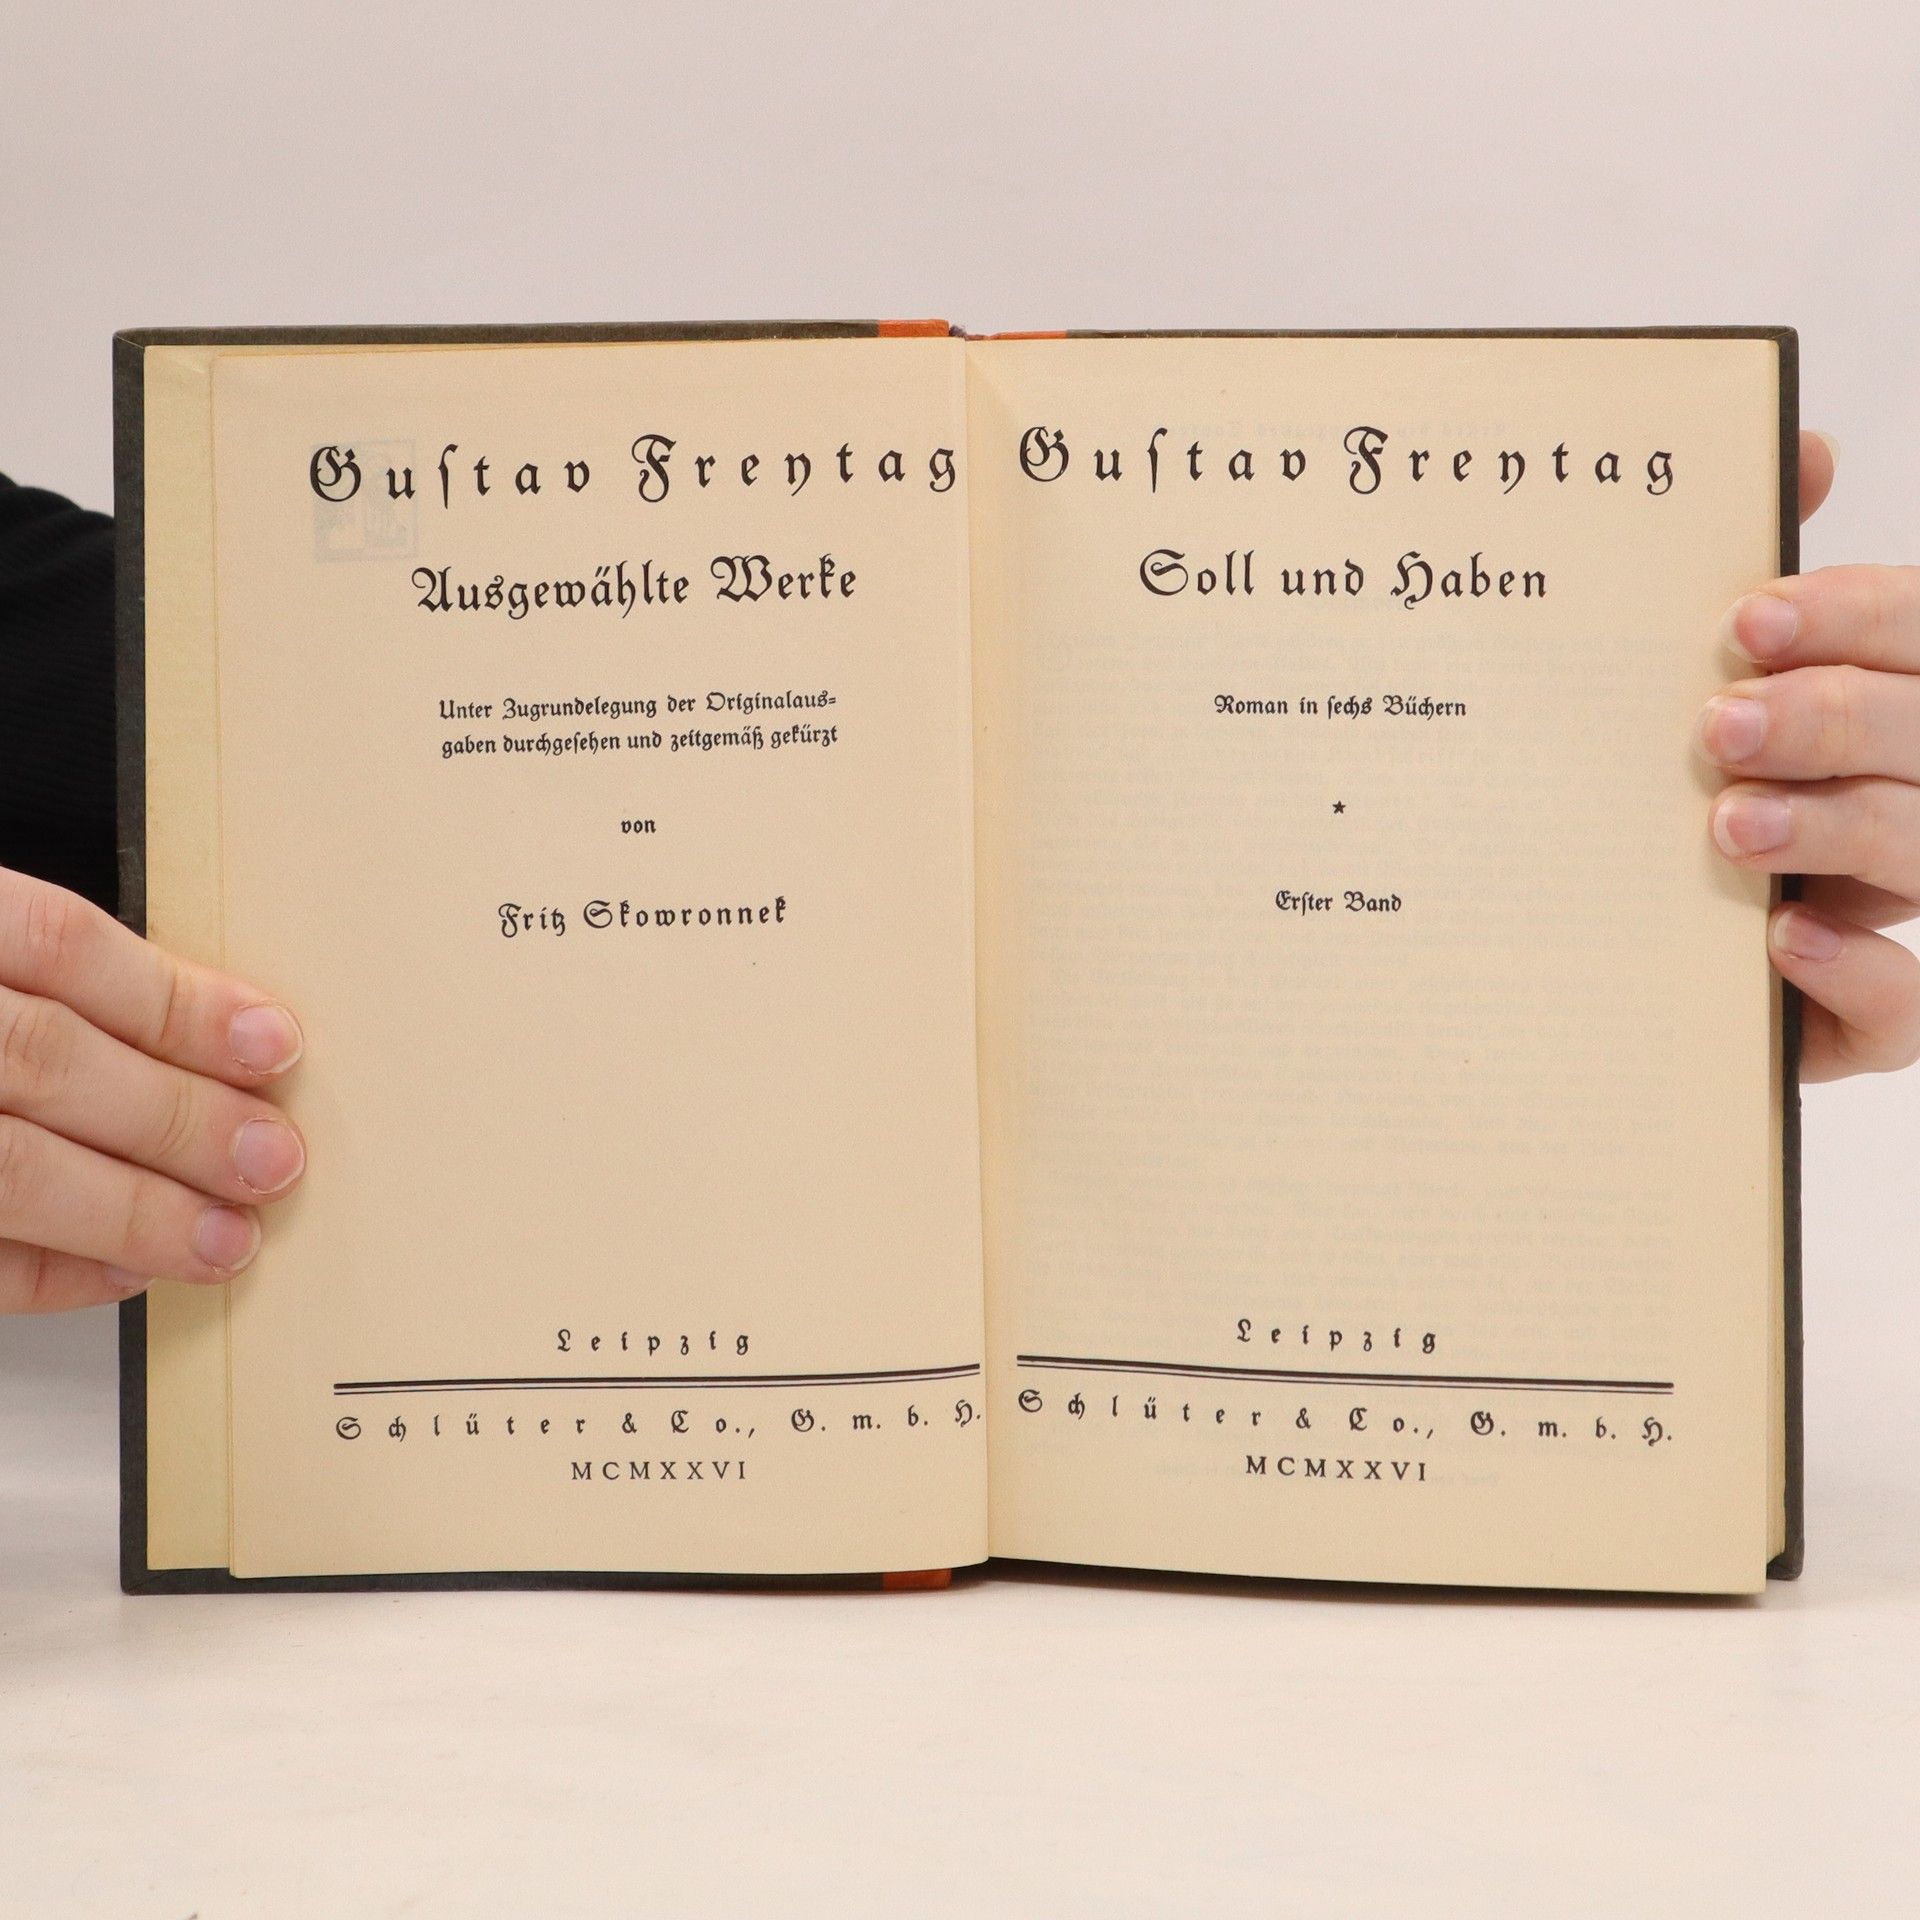 Guſtav Freytag
Ausgewählte Werke
Unter Zugrundelegung der Originalaus-
gaben durchgeſehen und zeitgemäß gekürzt
von
Fritz Skowronnek
Leipzig
Schlüter & Co., G. m. b. H.
MCMXXVI
Guſtav Freytag
Soll und Haben
Roman in ſechs Büchern
*
Erſter Band
Leipzig
Schlüter & Co., G. m. b. H.
MCMXXVI